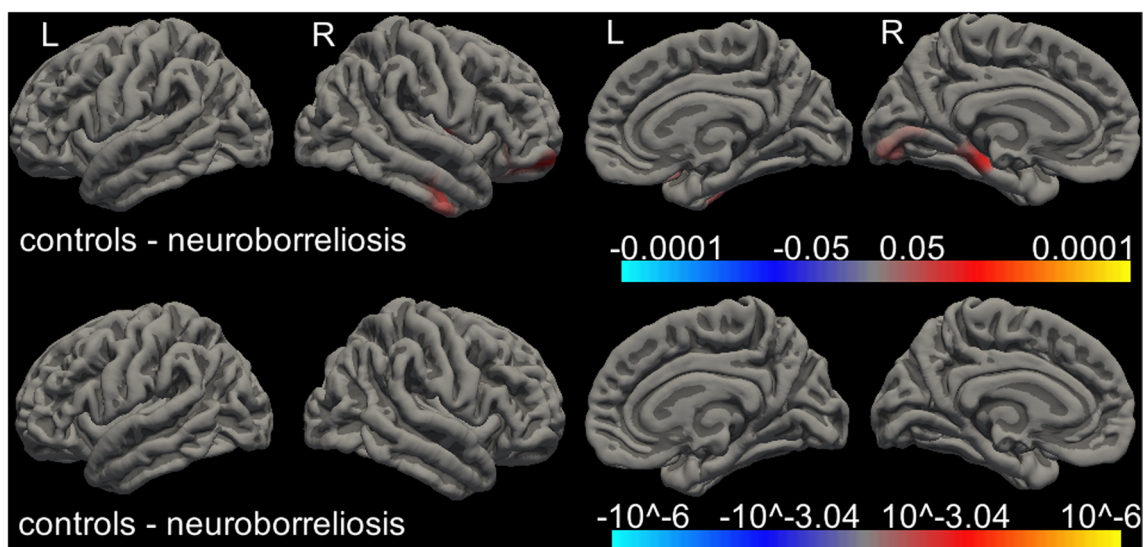 L R L R
controls - neuroborreliosis
-0.0001 -0.05 0.05 0.0001
controls - neuroborreliosis
-10^-6 -10^-3.04 10^-3.04 10^-6